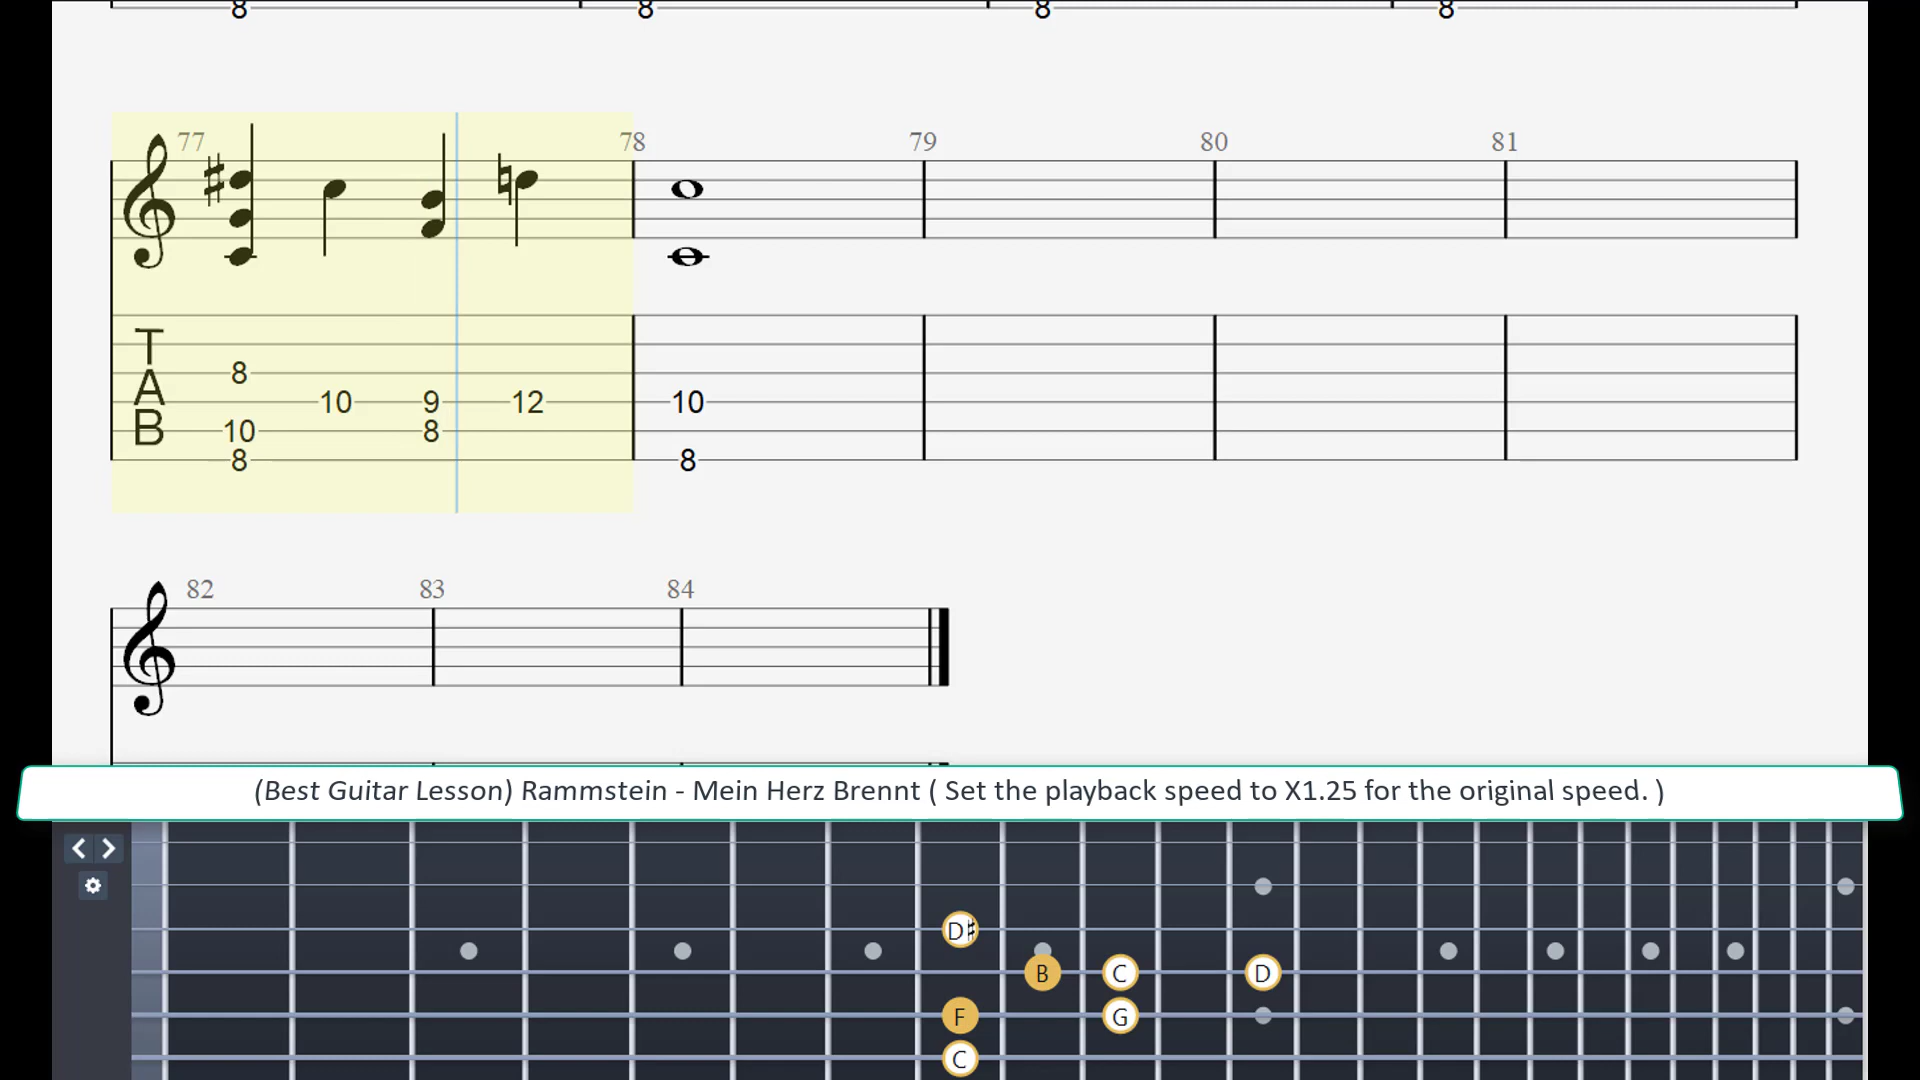 8 8 8 8
77 78 79 80 81
T
A
B
8
10 9 12 10
10 8
8 8
82 83 84
(Best Guitar Lesson) Rammstein - Mein Herz Brennt ( Set the playback speed to X1.25 for the original speed. )
D♯
B C D
F G
C